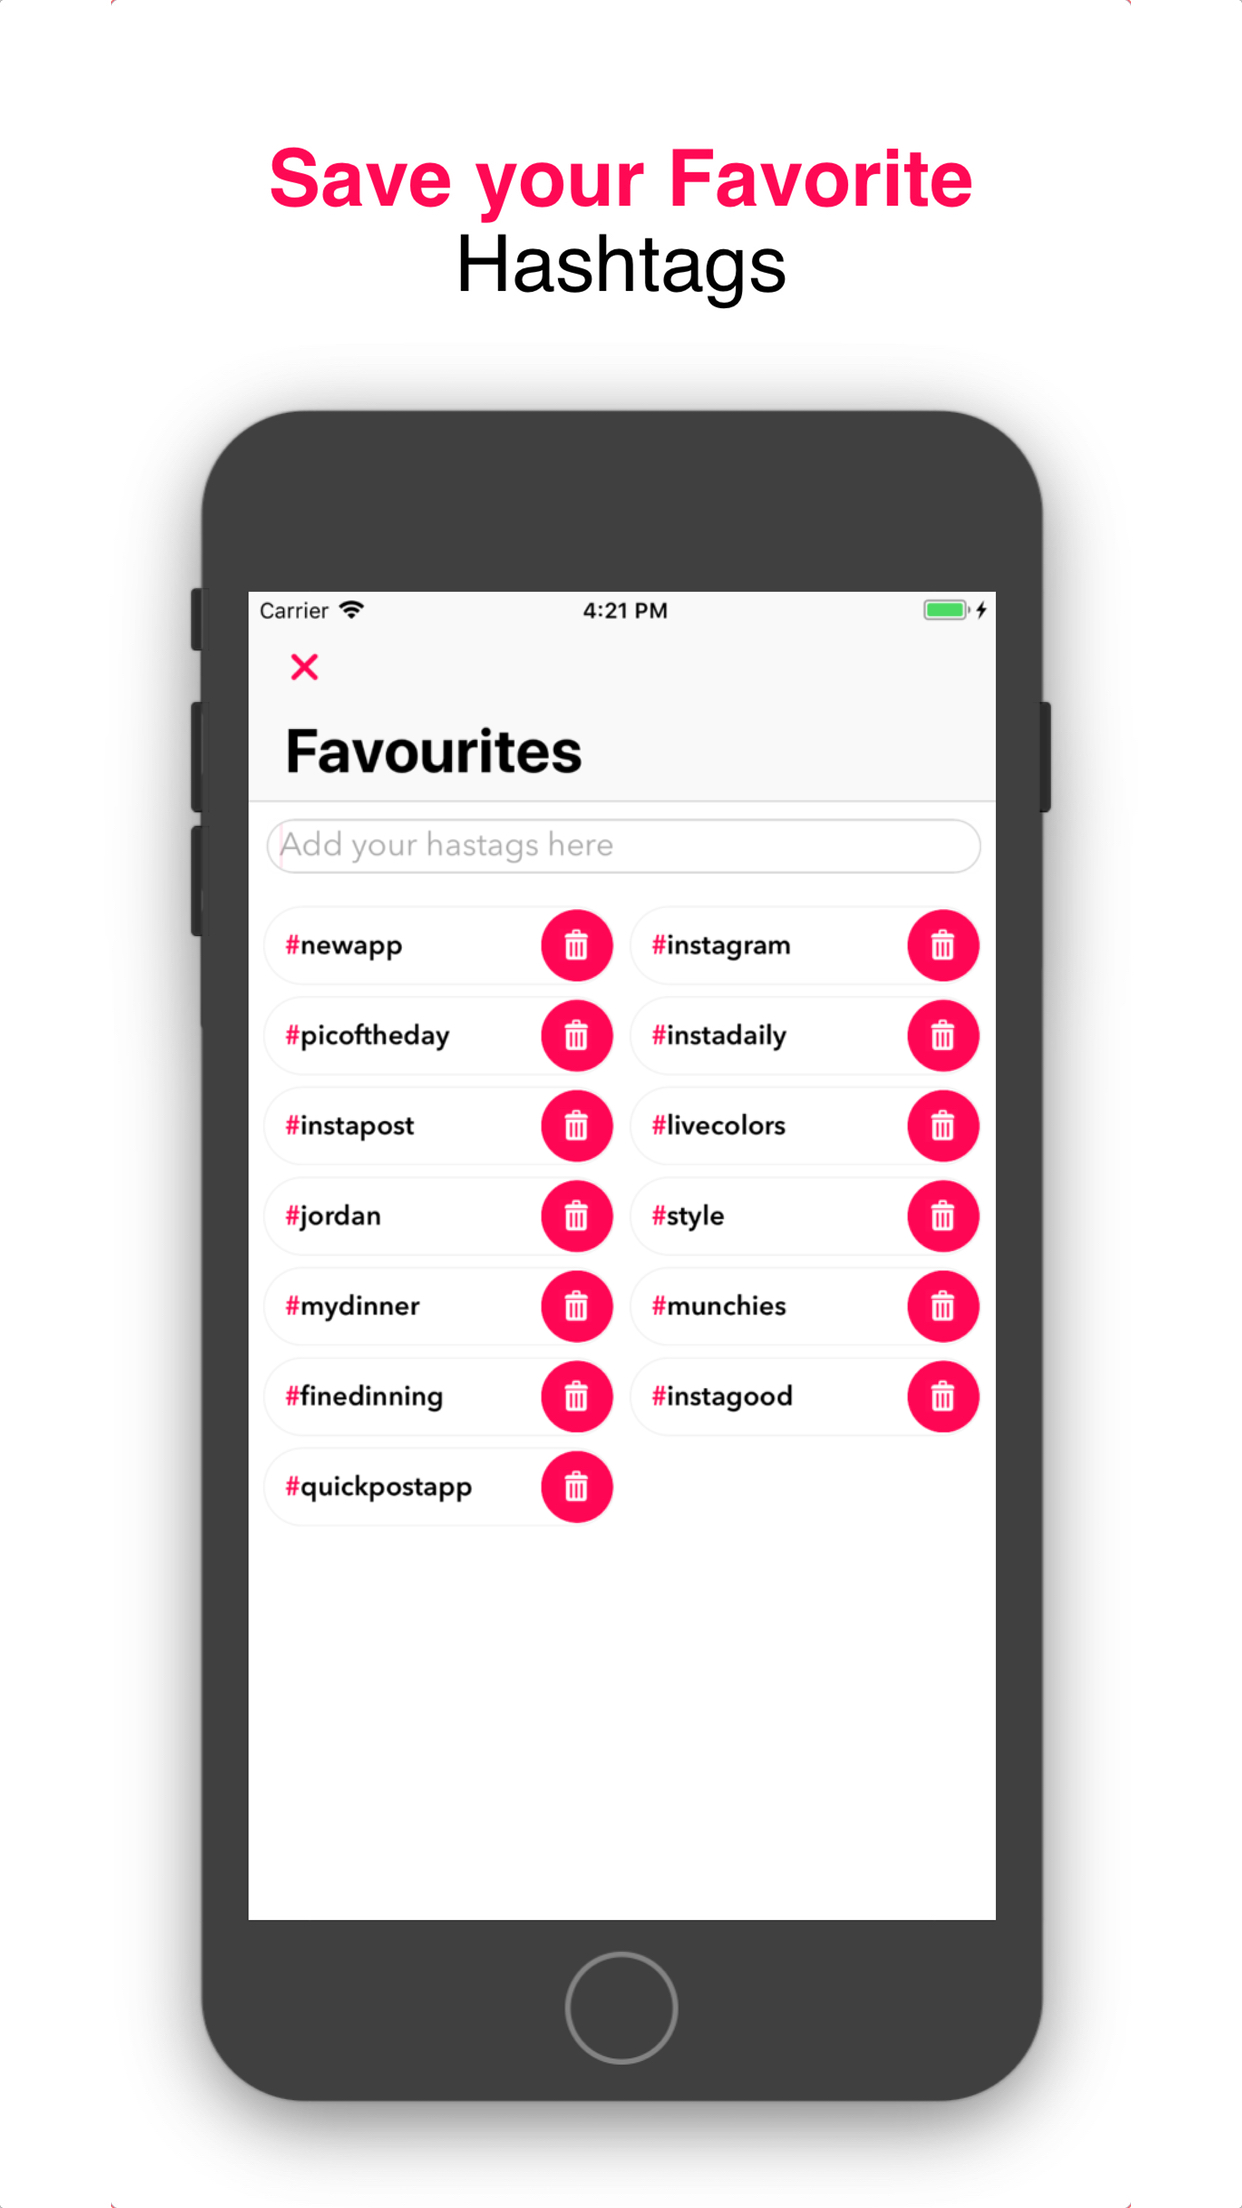 Save your Favorite
Hashtags
Carrier 4:21 PM
Favourites
Add your hastags here
#newapp #instagram
#picoftheday #instadaily
#instapost #livecolors
#jordan #style
#mydinner #munchies
#finedinning #instagood
#quickpostapp